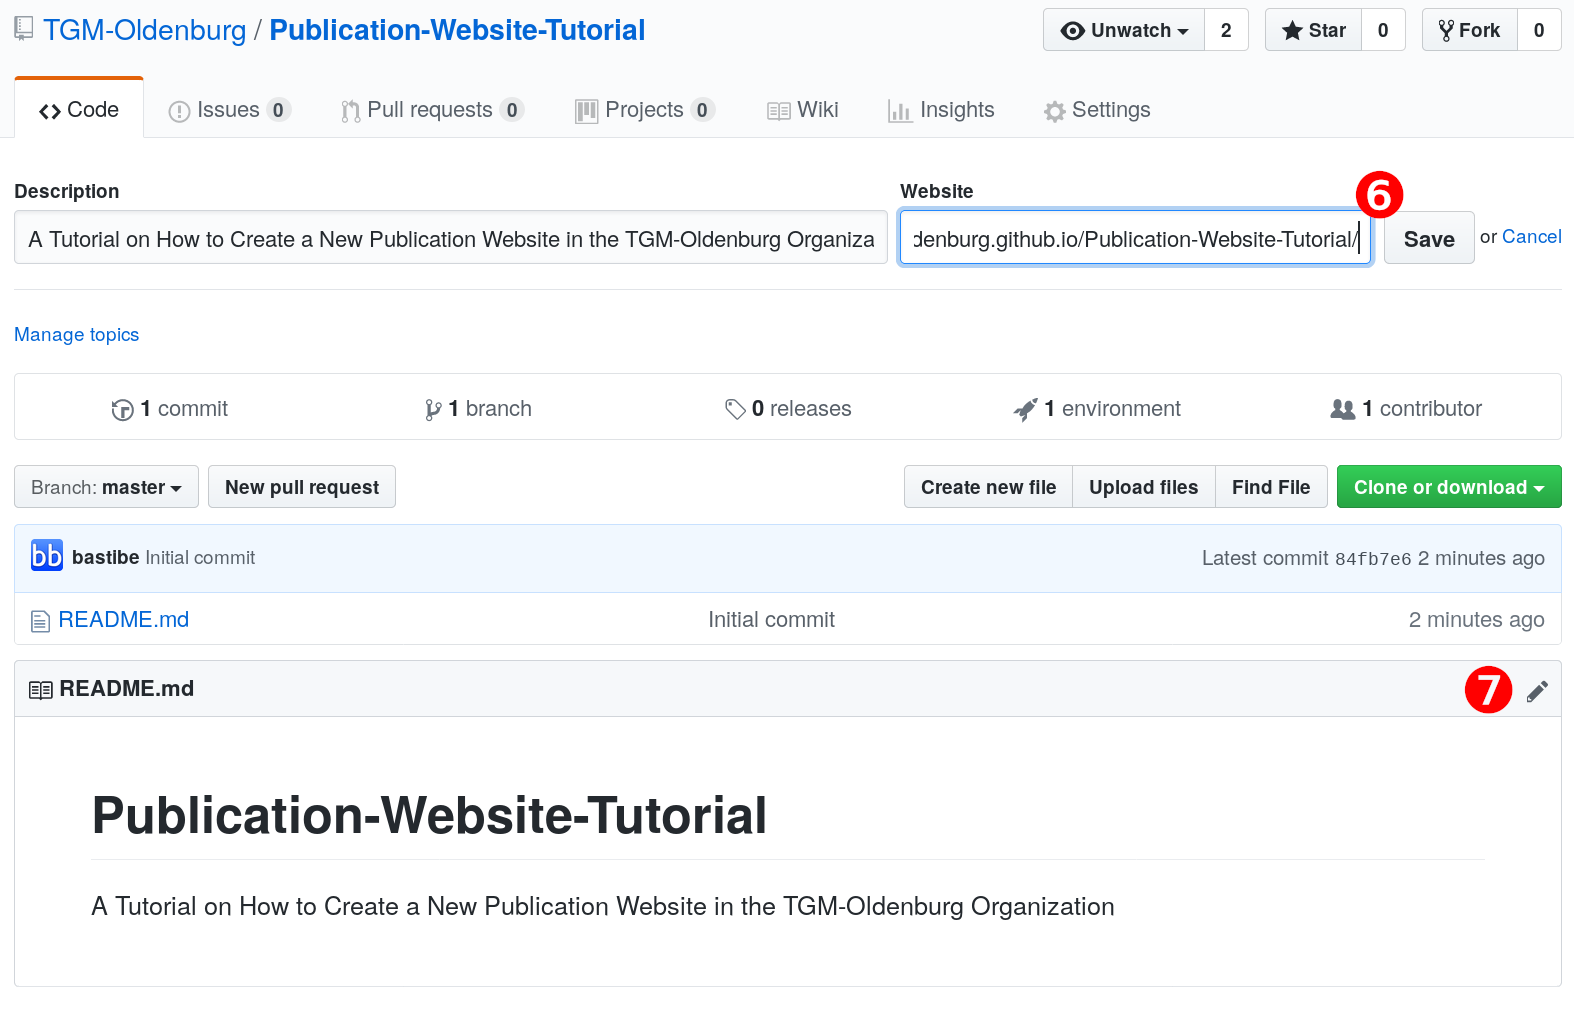 TGM-Oldenburg / Publication-Website-Tutorial
Unwatch 2 Star 0 Fork 0
Code Issues 0 Pull requests 0 Projects 0 Wiki Insights Settings
Description Website
6
A Tutorial on How to Create a New Publication Website in the TGM-Oldenburg Organiza denburg.github.io/Publication-Website-Tutorial/ Save or Cancel
Manage topics
1 commit 1 branch 0 releases 1 environment 1 contributor
Branch: master New pull request Create new file Upload files Find File Clone or download
bb bastibe Initial commit Latest commit 84fb7e6 2 minutes ago
README.md Initial commit 2 minutes ago
README.md 7
Publication-Website-Tutorial
A Tutorial on How to Create a New Publication Website in the TGM-Oldenburg Organization